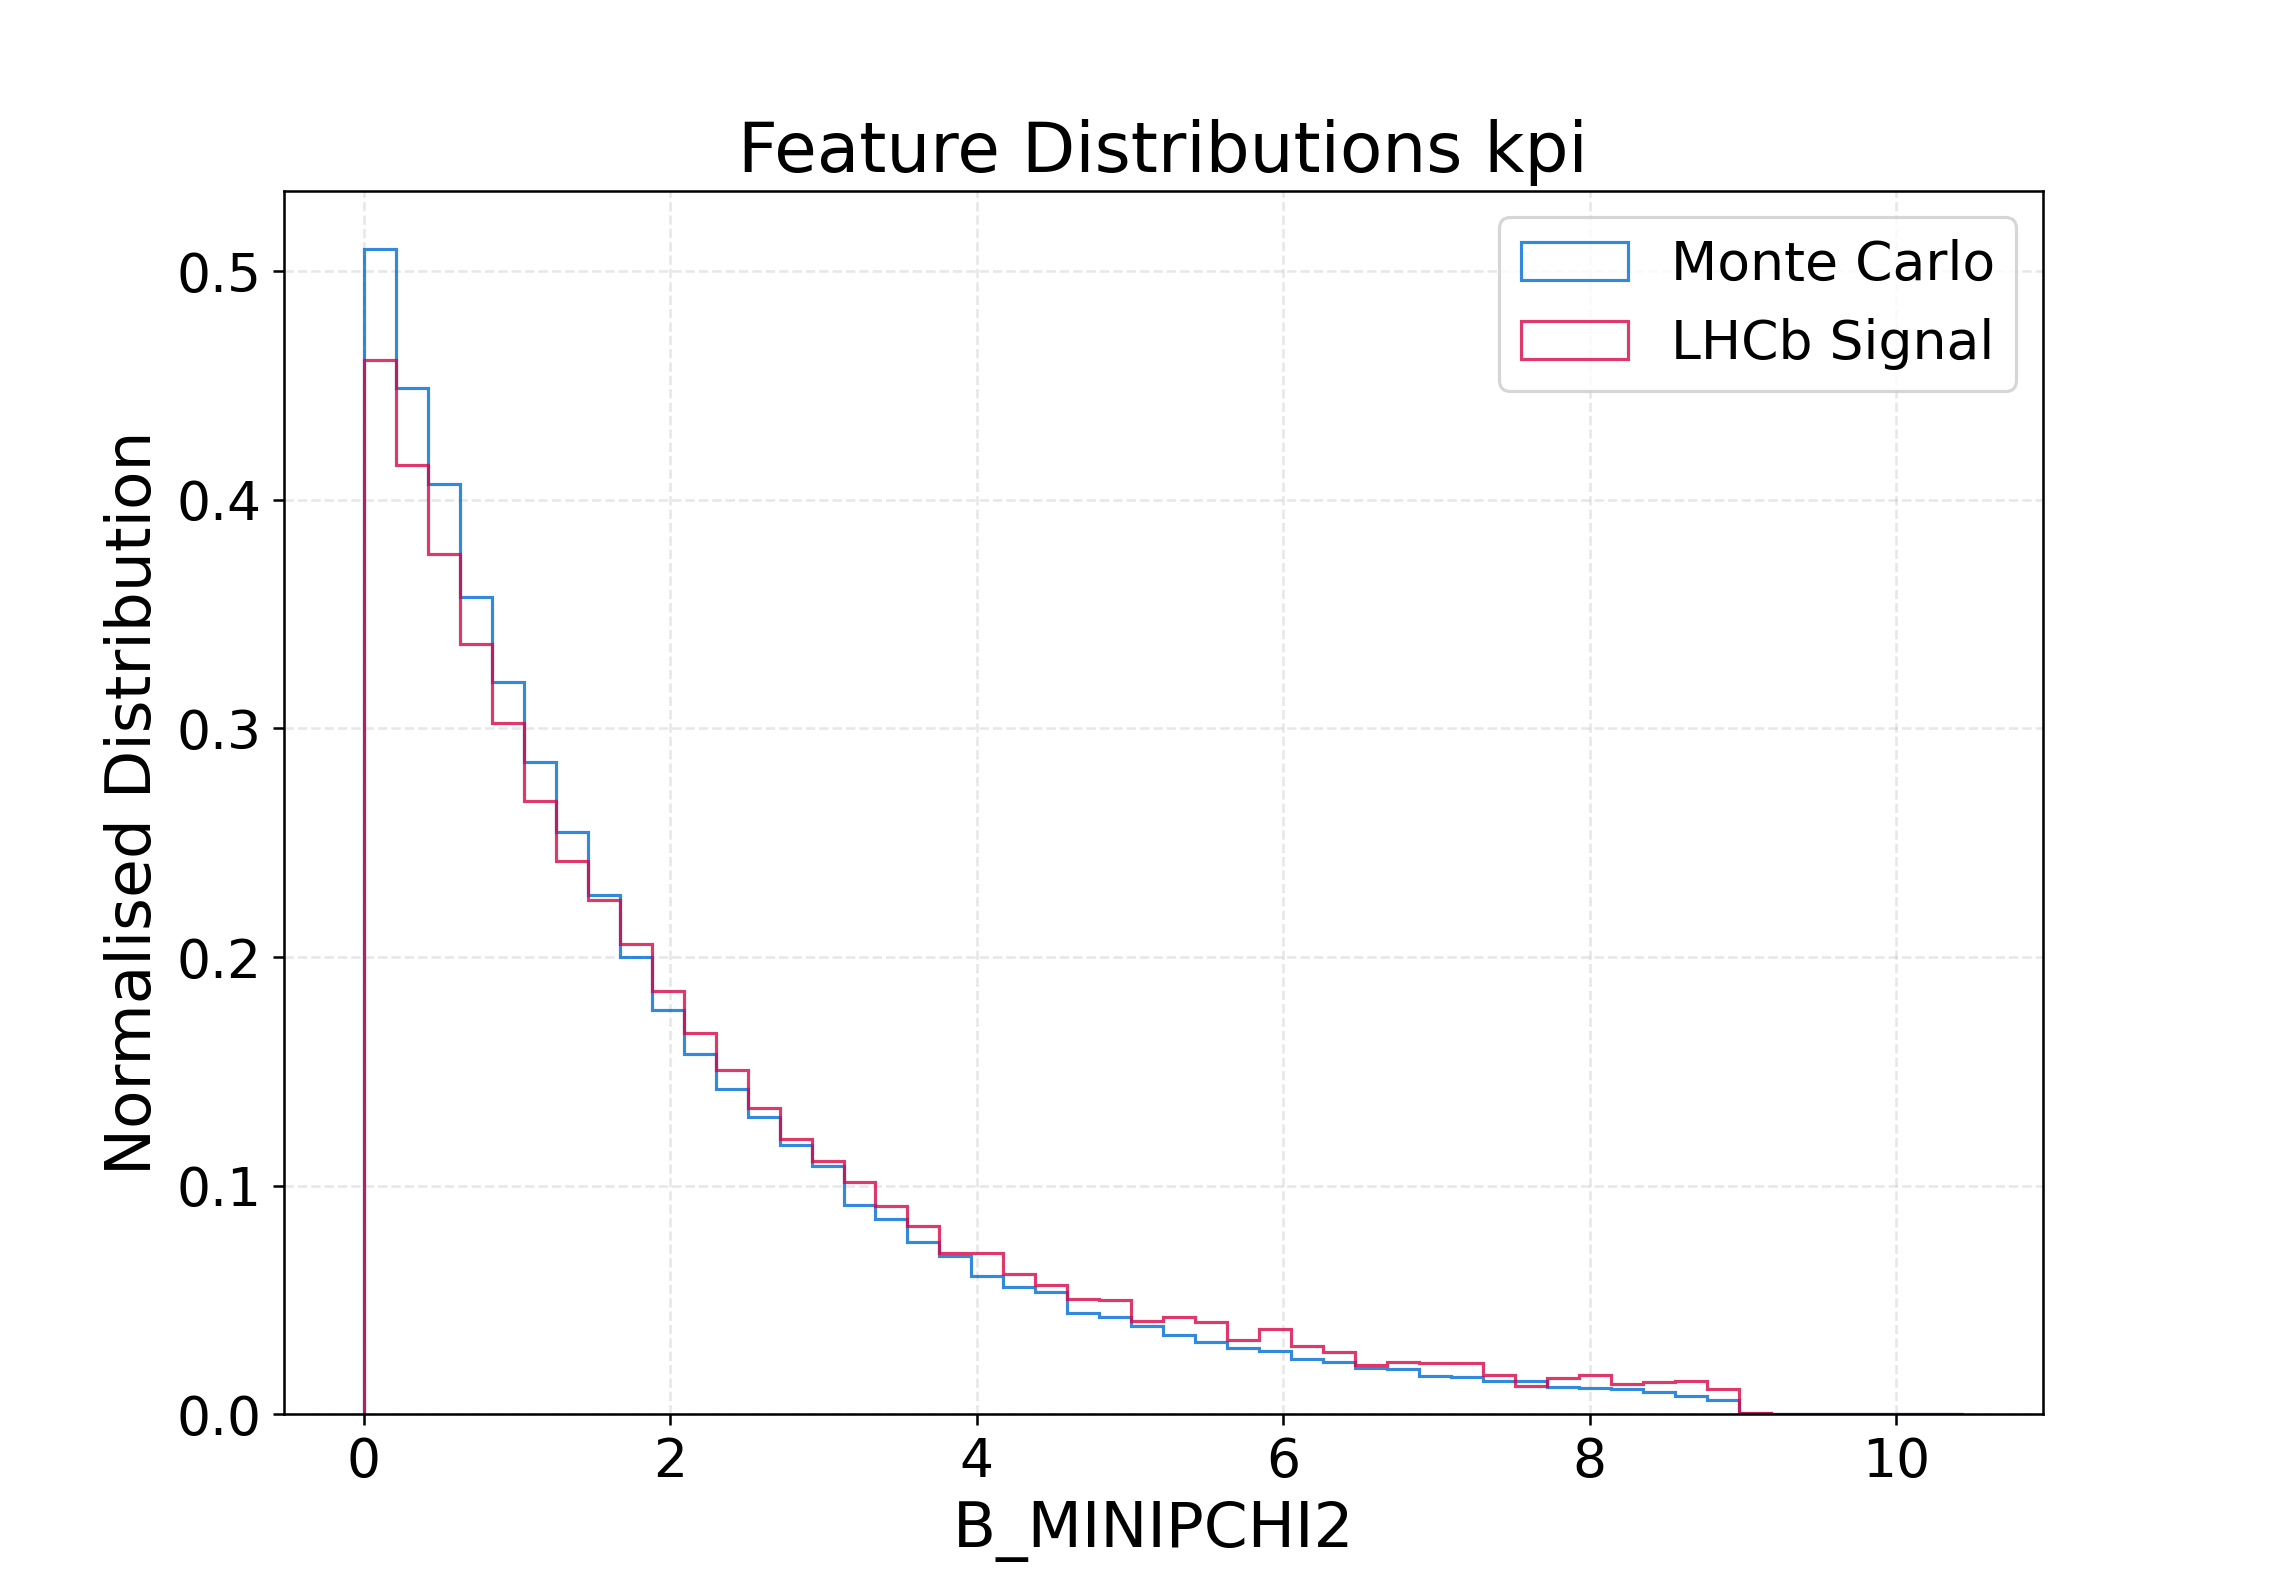 Feature Distributions kpi
Monte Carlo
LHCb Signal
Normalised Distribution
0.5
0.4
0.3
0.2
0.1
0.0
0 2 4 6 8 10
B_MINIPCHI2